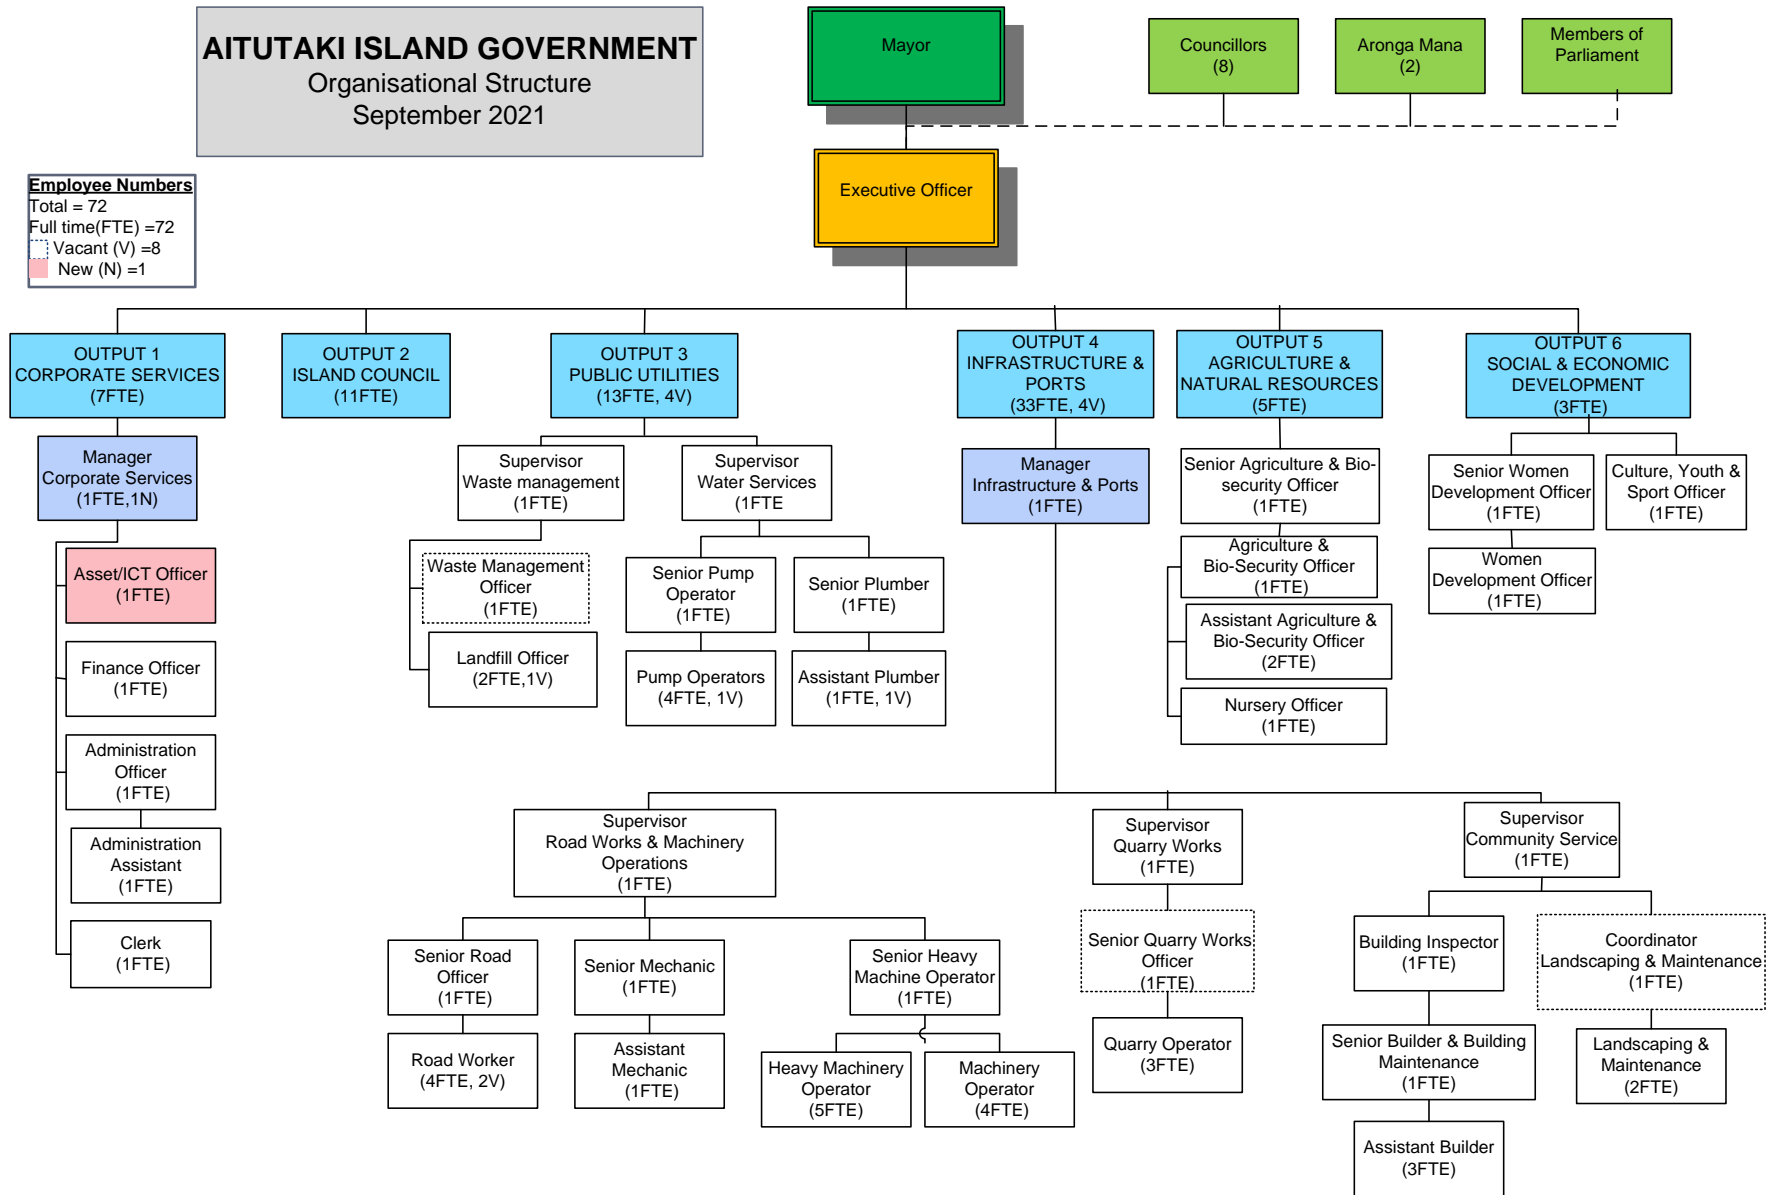 AITUTAKI ISLAND GOVERNMENT
Organisational Structure
September 2021
Mayor
Councillors
(8)
Aronga Mana
(2)
Members of
Parliament
Executive Officer
Employee Numbers
Total = 72
Full time(FTE) =72
Vacant (V) =8
New (N) =1
OUTPUT 1
CORPORATE SERVICES
(7FTE)
OUTPUT 2
ISLAND COUNCIL
(11FTE)
OUTPUT 3
PUBLIC UTILITIES
(13FTE, 4V)
OUTPUT 4
INFRASTRUCTURE &
PORTS
(33FTE, 4V)
OUTPUT 5
AGRICULTURE &
NATURAL RESOURCES
(5FTE)
OUTPUT 6
SOCIAL & ECONOMIC
DEVELOPMENT
(3FTE)
Manager
Corporate Services
(1FTE,1N)
Asset/ICT Officer
(1FTE)
Finance Officer
(1FTE)
Administration
Officer
(1FTE)
Administration
Assistant
(1FTE)
Clerk
(1FTE)
Supervisor
Waste management
(1FTE)
Waste Management
Officer
(1FTE)
Landfill Officer
(2FTE,1V)
Supervisor
Water Services
(1FTE
Senior Pump
Operator
(1FTE)
Pump Operators
(4FTE, 1V)
Senior Plumber
(1FTE)
Assistant Plumber
(1FTE, 1V)
Manager
Infrastructure & Ports
(1FTE)
Senior Agriculture & Bio-
security Officer
(1FTE)
Agriculture &
Bio-Security Officer
(1FTE)
Assistant Agriculture &
Bio-Security Officer
(2FTE)
Nursery Officer
(1FTE)
Senior Women
Development Officer
(1FTE)
Women
Development Officer
(1FTE)
Culture, Youth &
Sport Officer
(1FTE)
Supervisor
Road Works & Machinery
Operations
(1FTE)
Senior Road
Officer
(1FTE)
Road Worker
(4FTE, 2V)
Senior Mechanic
(1FTE)
Assistant
Mechanic
(1FTE)
Senior Heavy
Machine Operator
(1FTE)
Heavy Machinery
Operator
(5FTE)
Machinery
Operator
(4FTE)
Supervisor
Quarry Works
(1FTE)
Senior Quarry Works
Officer
(1FTE)
Quarry Operator
(3FTE)
Supervisor
Community Service
(1FTE)
Building Inspector
(1FTE)
Senior Builder & Building
Maintenance
(1FTE)
Assistant Builder
(3FTE)
Coordinator
Landscaping & Maintenance
(1FTE)
Landscaping &
Maintenance
(2FTE)